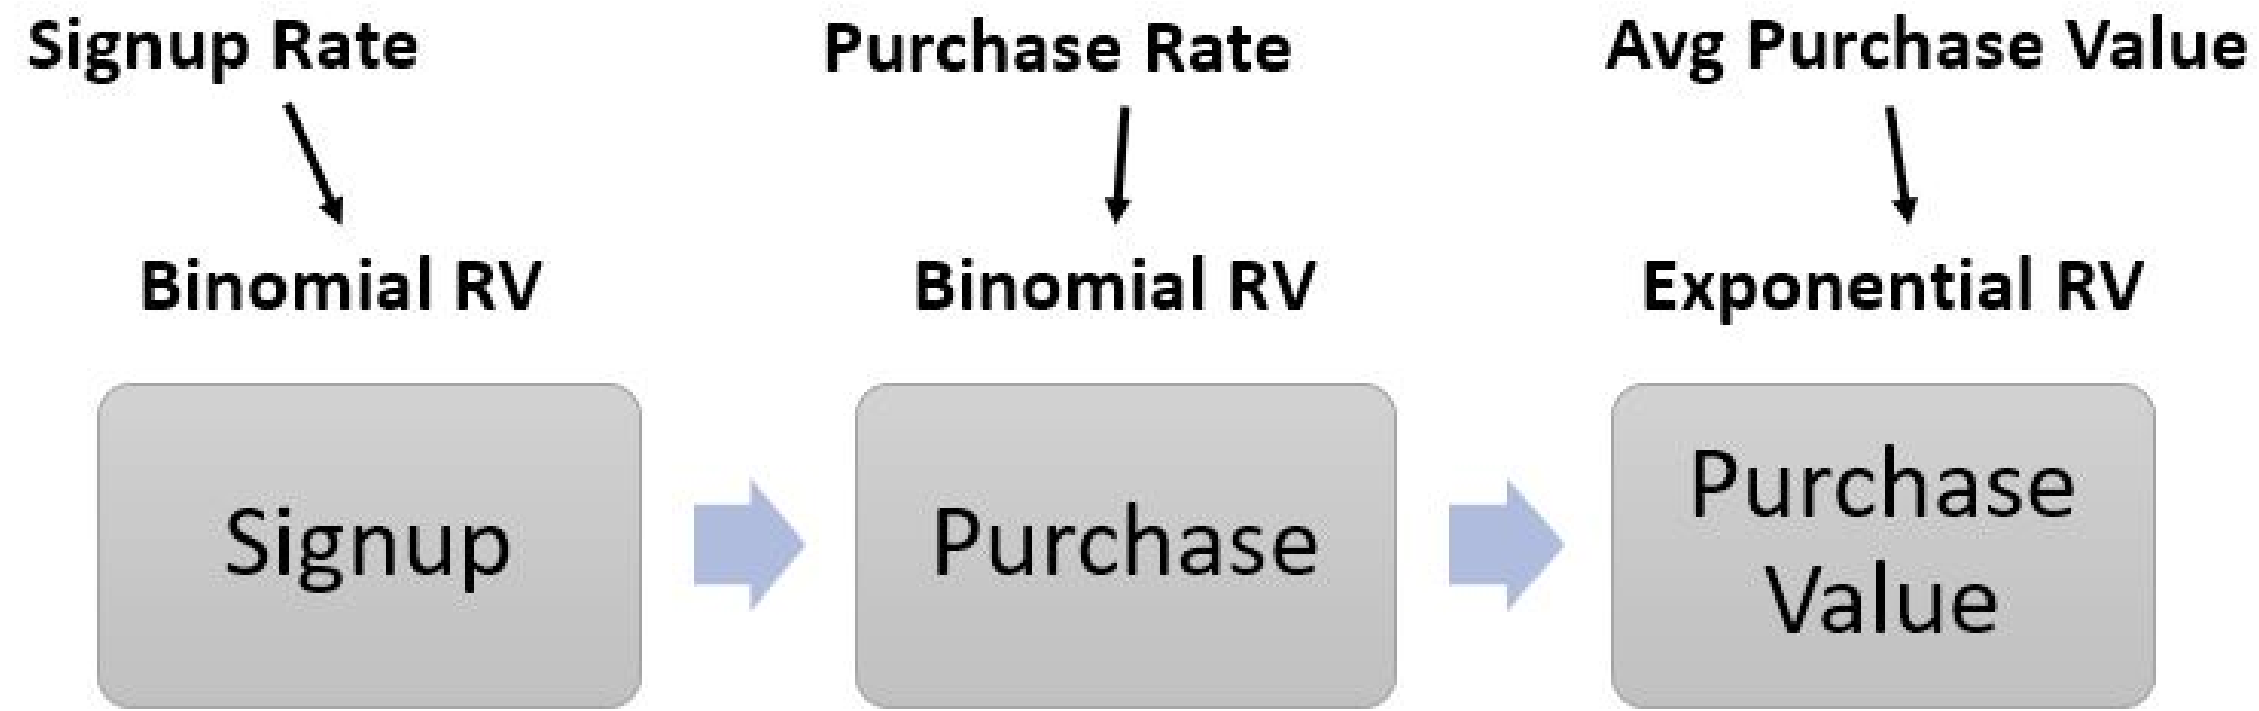 Signup Rate
Purchase Rate
Avg Purchase Value
Binomial RV
Binomial RV
Exponential RV
Signup
Purchase
Purchase
Value